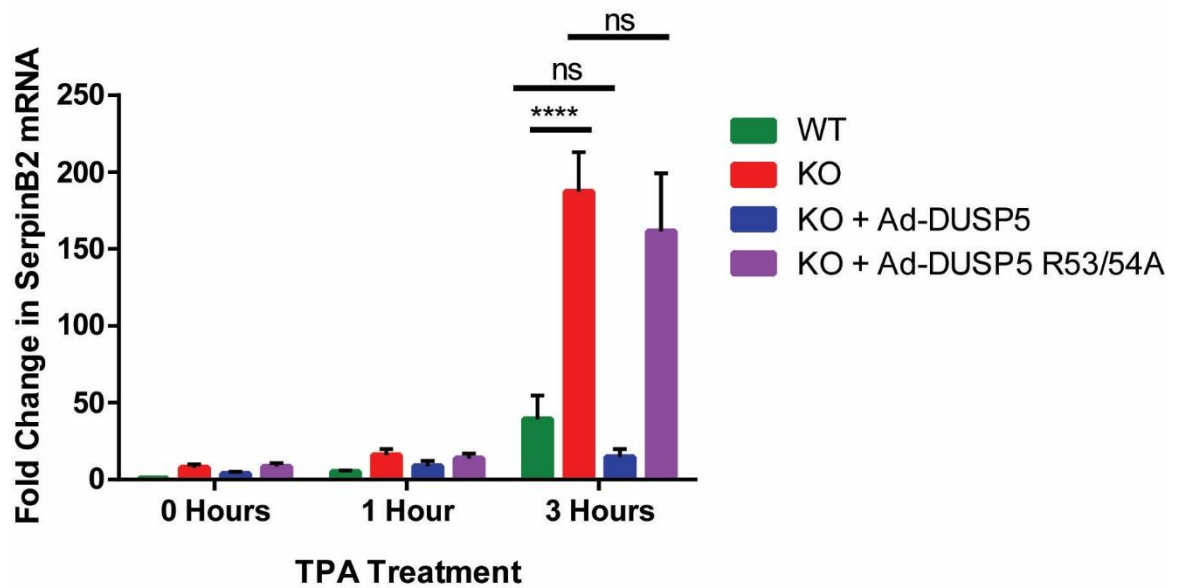 ns
ns
****
Fold Change in SerpinB2 mRNA
250
200
150
100
50
0
0 Hours
1 Hour
3 Hours
TPA Treatment
WT
KO
KO + Ad-DUSP5
KO + Ad-DUSP5 R53/54A